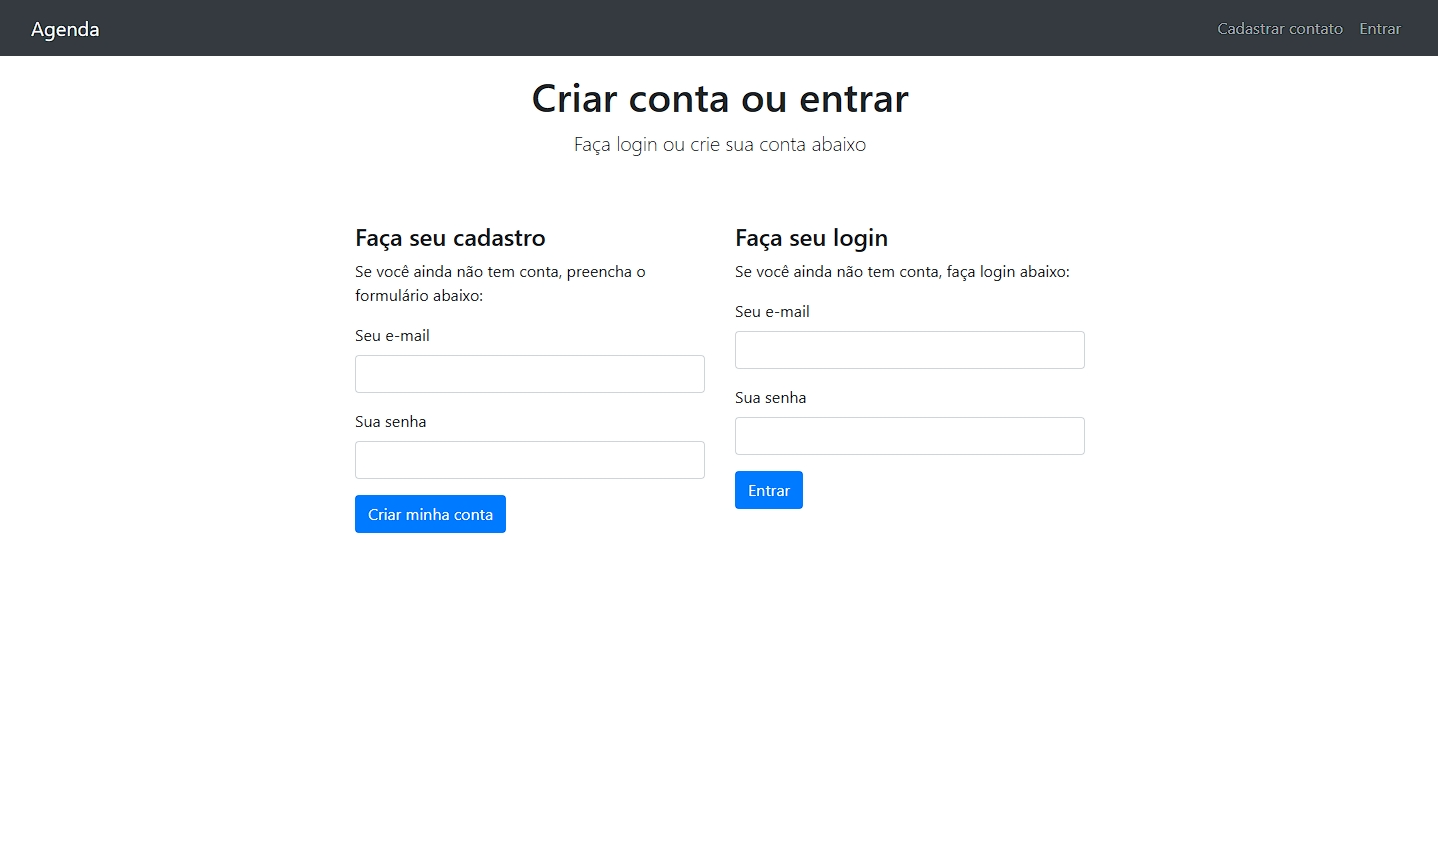 Agenda
Cadastrar contato
Entrar
Criar conta ou entrar
Faça login ou crie sua conta abaixo
Faça seu cadastro
Se você ainda não tem conta, preencha o
formulário abaixo:
Seu e-mail
Sua senha
Criar minha conta
Faça seu login
Se você ainda não tem conta, faça login abaixo:
Seu e-mail
Sua senha
Entrar